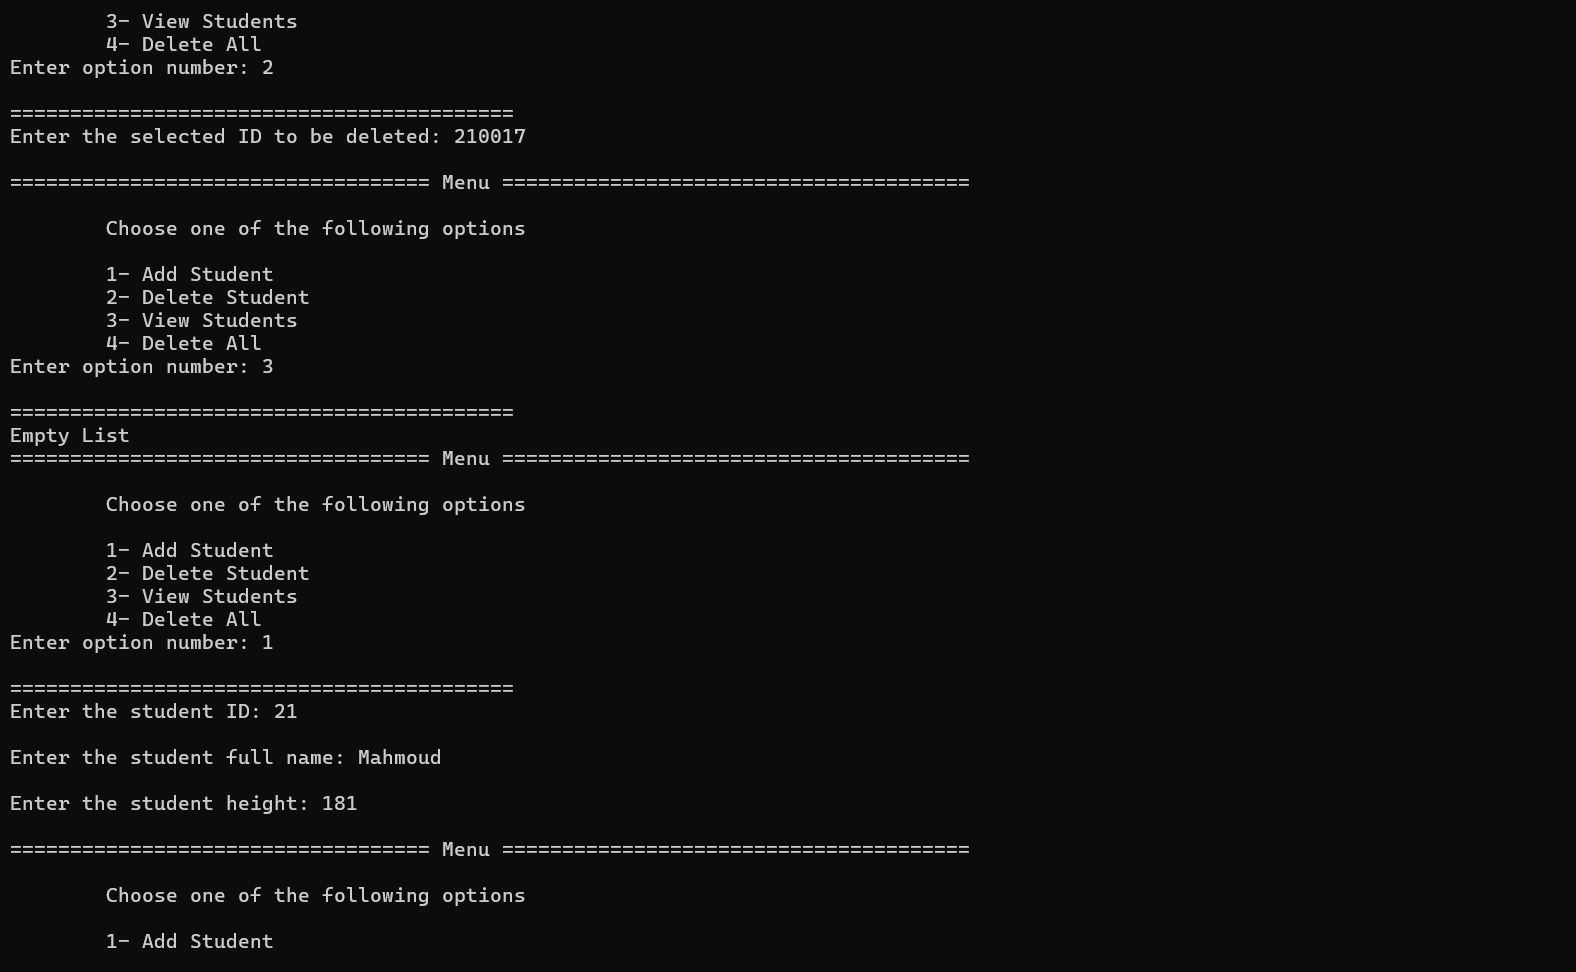 3- View Students
4- Delete All
Enter option number: 2
==========================================
Enter the selected ID to be deleted: 210017
=================================== Menu =======================================
Choose one of the following options
1- Add Student
2- Delete Student
3- View Students
4- Delete All
Enter option number: 3
==========================================
Empty List
=================================== Menu =======================================
Choose one of the following options
1- Add Student
2- Delete Student
3- View Students
4- Delete All
Enter option number: 1
==========================================
Enter the student ID: 21
Enter the student full name: Mahmoud
Enter the student height: 181
=================================== Menu =======================================
Choose one of the following options
1- Add Student